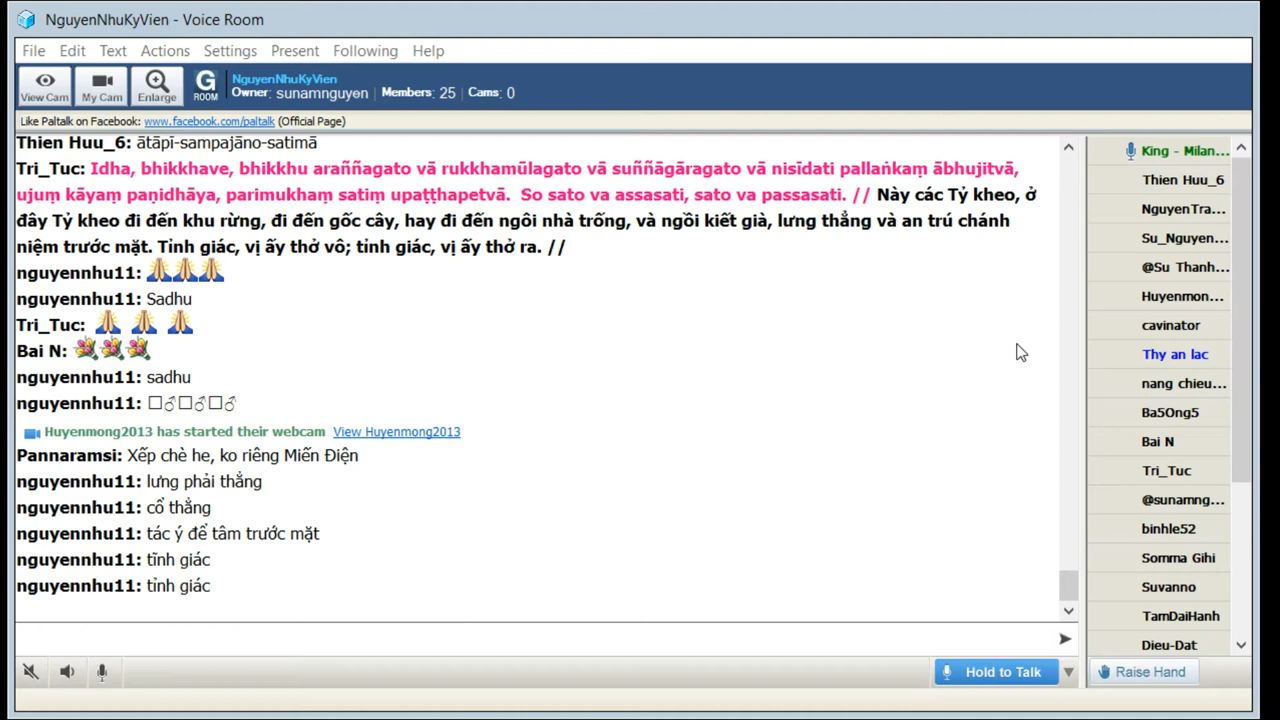 NguyenNhuKyVien - Voice Room
File Edit Text Actions Settings Present Following Help
View Cam
My Cam
Enlarge
G ROOM
NguyenNhuKyVien
Owner: sunamnguyen | Members: 25 | Cams: 0
Like Paltalk on Facebook: www.facebook.com/paltalk (Official Page)
Thien Huu_6: ātāpī-sampajāno-satimā
Tri_Tuc: Idha, bhikkhave, bhikkhu araññagato vā rukkhamūlagato vā suññāgāragato vā nisīdati pallaṅkaṃ ābhujitvā,
ujuṃ kāyaṃ paṇidhāya, parimukhaṃ satiṃ upaṭṭhapetvā. So sato va assasati, sato va passasati. // Này các Tỷ kheo, ở
đây Tỷ kheo đi đến khu rừng, đi đến gốc cây, hay đi đến ngôi nhà trống, và ngồi kiết già, lưng thẳng và an trú chánh
niệm trước mặt. Tỉnh giác, vị ấy thở vô; tỉnh giác, vị ấy thở ra. //
nguyennhu11:
nguyennhu11: Sadhu
Tri_Tuc:
Bai N:
nguyennhu11: sadhu
nguyennhu11: □♂□♂□♂
Huyenmong2013 has started their webcam View Huyenmong2013
Pannaramsi: Xếp chè he, ko riêng Miến Điện
nguyennhu11: lưng phải thẳng
nguyennhu11: cổ thẳng
nguyennhu11: tác ý để tâm trước mặt
nguyennhu11: tĩnh giác
nguyennhu11: tỉnh giác
Hold to Talk
King - Milan...
Thien Huu_6
NguyenTra...
Su_Nguyen...
@Su Thanh...
Huyenmon...
cavinator
Thy an lac
nang chieu...
Ba5Ong5
Bai N
Tri_Tuc
@sunamng...
binhle52
Somma Gihi
Suvanno
TamDaiHanh
Dieu-Dat
Raise Hand